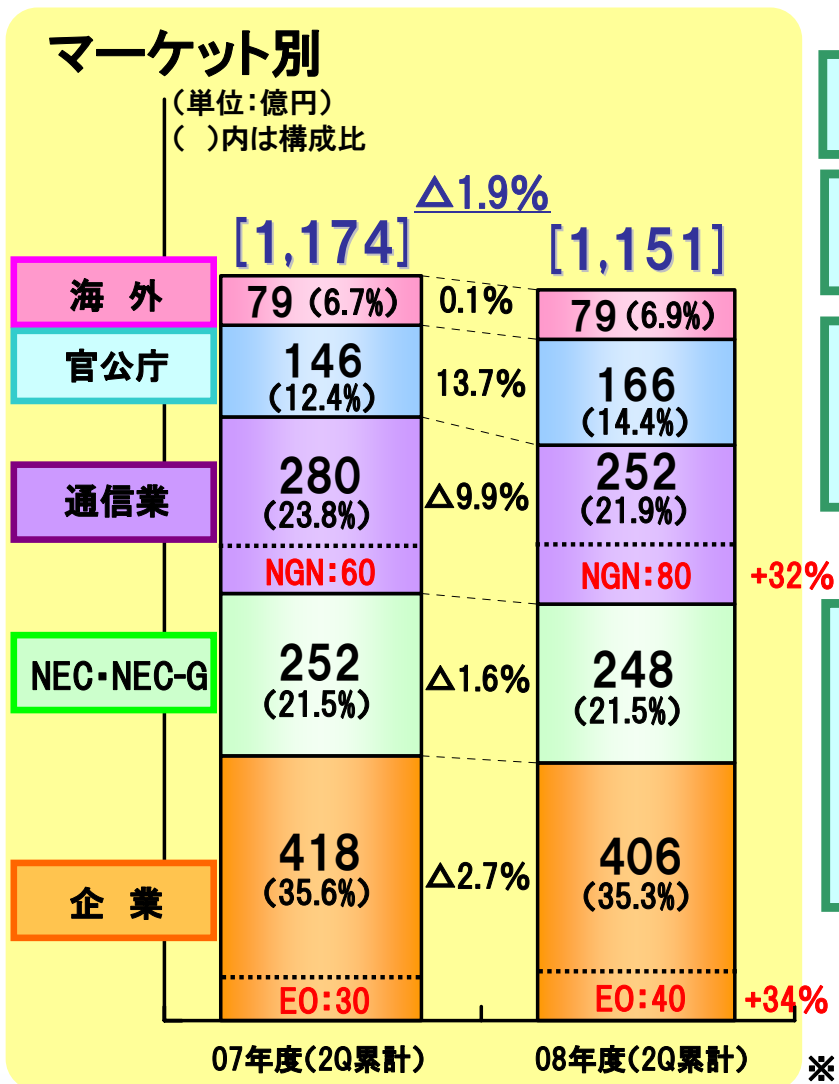 マーケット別
（単位：億円）
（　）内は構成比
△1.9%
[1,174]
[1,151]
海　外
79（6.7%）
0.1%
79（6.9%）
官公庁
146
（12.4%）
13.7%
166
（14.4%）
通信業
280
（23.8%）
△9.9%
252
（21.9%）
NGN：60
NGN：80
+32%
NEC・NEC-G
252
（21.5%）
△1.6%
248
（21.5%）
企　業
418
（35.6%）
△2.7%
406
（35.3%）
EO：30
EO：40
+34%
07年度（2Q累計）
08年度（2Q累計）
※